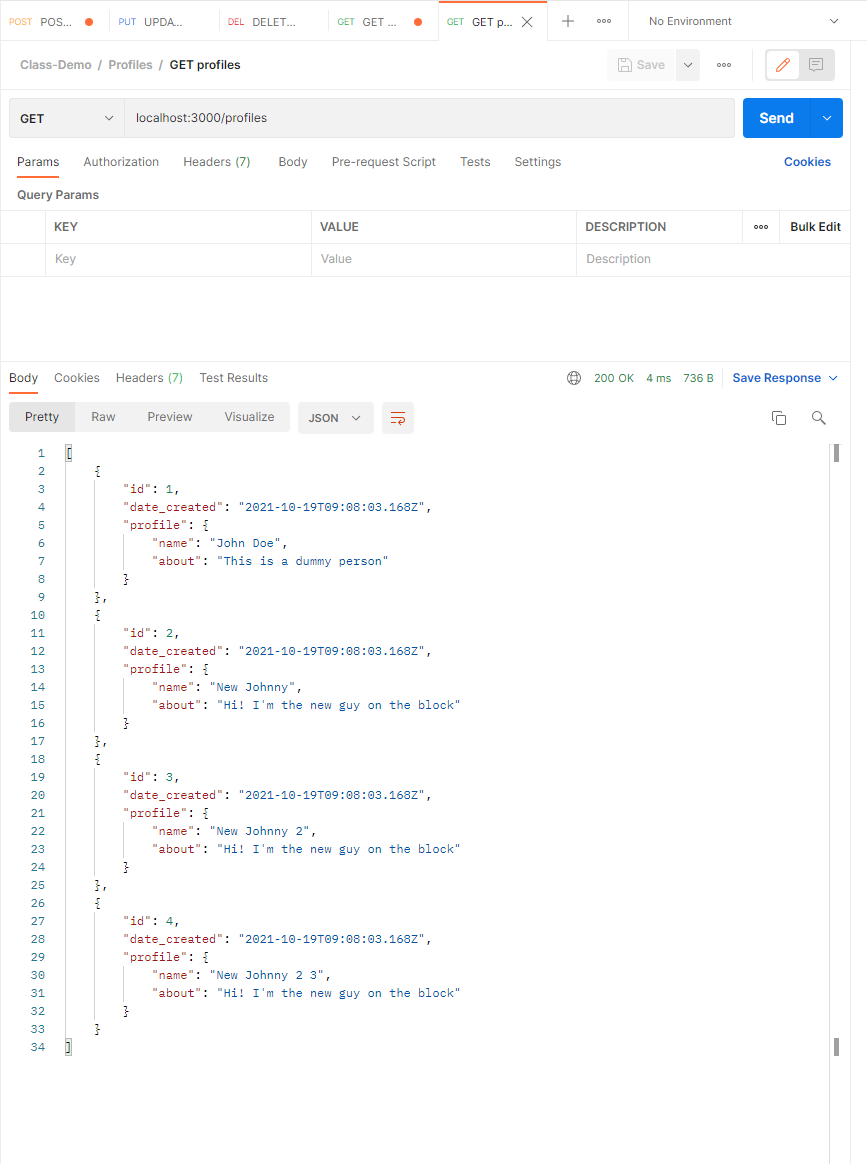 POST POS... PUT UPDA... DEL DELET... GET GET ... GET GET p... No Environment
Class-Demo / Profiles / GET profiles Save
GET localhost:3000/profiles Send
Params Authorization Headers (7) Body Pre-request Script Tests Settings Cookies
Query Params
KEY VALUE DESCRIPTION Bulk Edit
Key Value Description
Body Cookies Headers (7) Test Results 200 OK 4 ms 736 B Save Response
Pretty Raw Preview Visualize JSON
1 [
2 {
3 "id": 1,
4 "date_created": "2021-10-19T09:08:03.168Z",
5 "profile": {
6 "name": "John Doe",
7 "about": "This is a dummy person"
8 }
9 },
10 {
11 "id": 2,
12 "date_created": "2021-10-19T09:08:03.168Z",
13 "profile": {
14 "name": "New Johnny",
15 "about": "Hi! I'm the new guy on the block"
16 }
17 },
18 {
19 "id": 3,
20 "date_created": "2021-10-19T09:08:03.168Z",
21 "profile": {
22 "name": "New Johnny 2",
23 "about": "Hi! I'm the new guy on the block"
24 }
25 },
26 {
27 "id": 4,
28 "date_created": "2021-10-19T09:08:03.168Z",
29 "profile": {
30 "name": "New Johnny 2 3",
31 "about": "Hi! I'm the new guy on the block"
32 }
33 }
34 ]